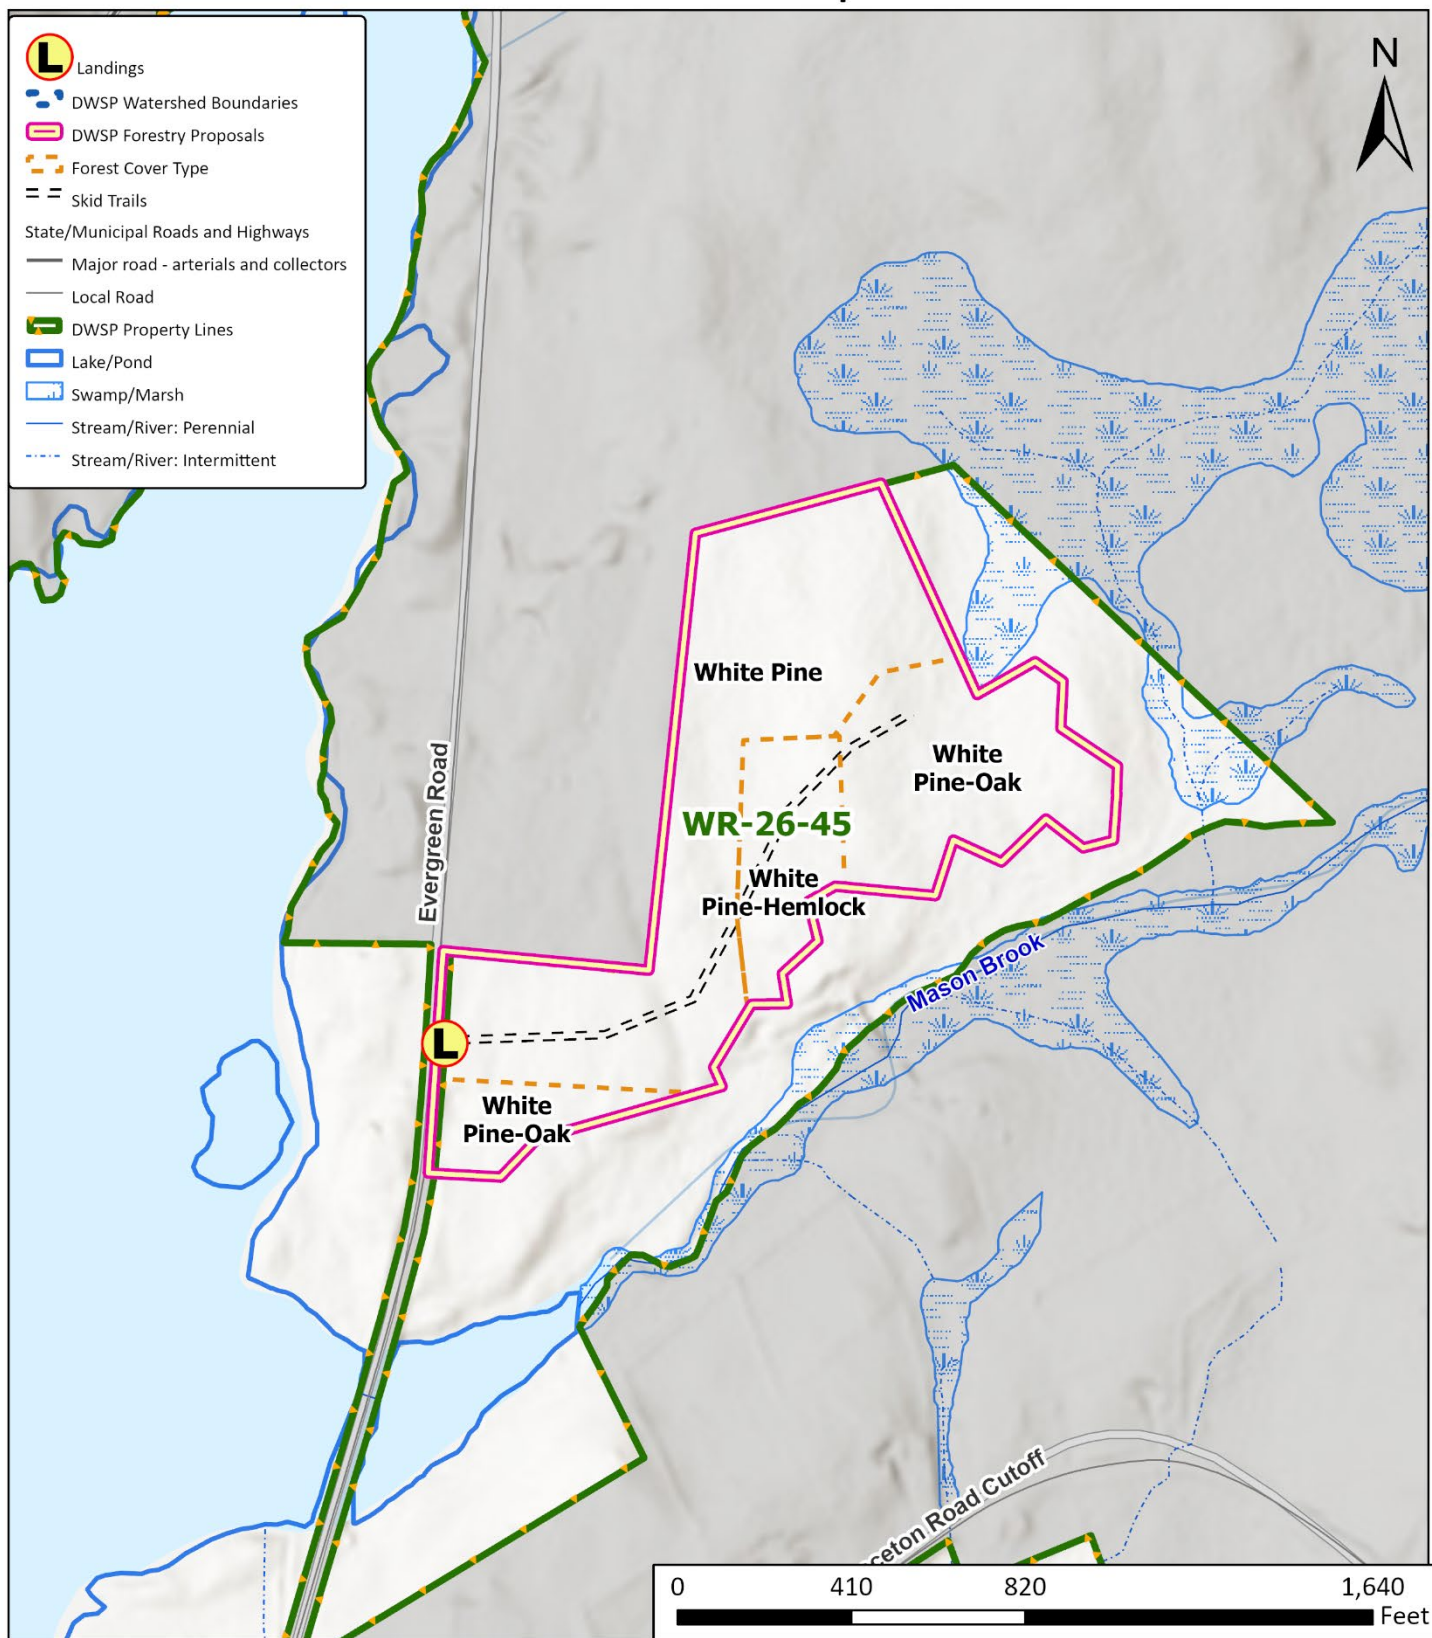 L
Landings
DWSP Watershed Boundaries
DWSP Forestry Proposals
Forest Cover Type
Skid Trails
State/Municipal Roads and Highways
Major road - arterials and collectors
Local Road
DWSP Property Lines
Lake/Pond
Swamp/Marsh
Stream/River: Perennial
Stream/River: Intermittent
N
White Pine
White
Pine-Oak
WR-26-45
White
Pine-Hemlock
Evergreen Road
Mason Brook
L
White
Pine-Oak
ceton Road Cutoff
0 410 820 1,640
Feet